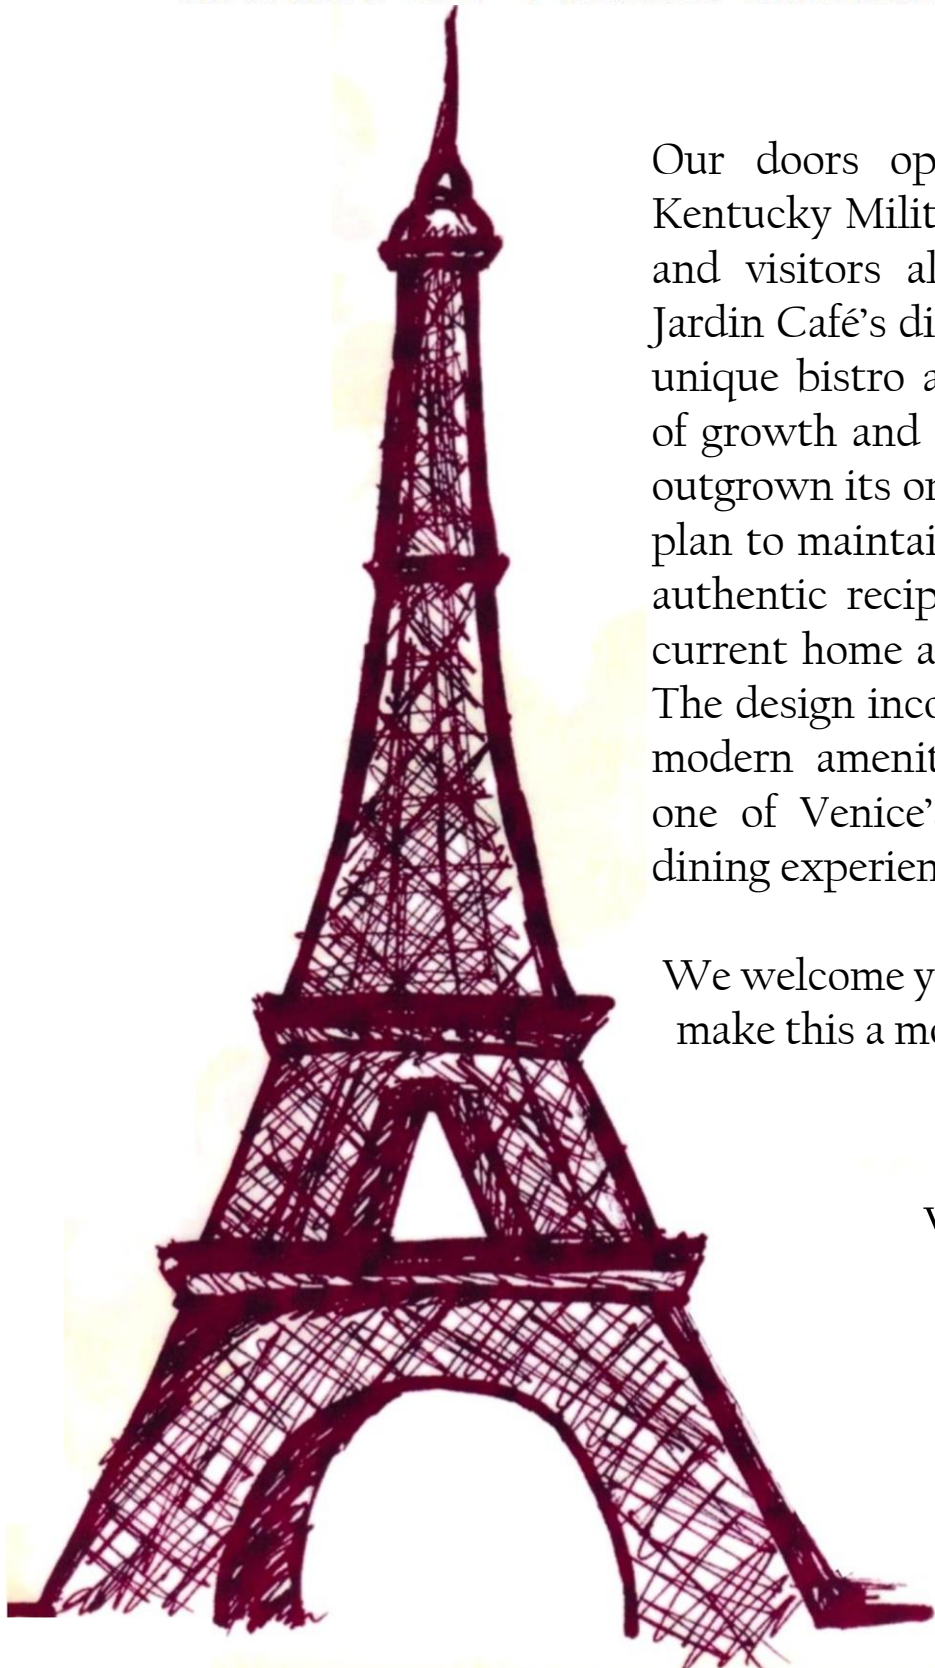 Our doors op
Kentucky Milit
and visitors al
Jardin Café's di
unique bistro a
of growth and
outgrown its or
plan to maintai
authentic recip
current home a
The design inco
modern amenit
one of Venice'
dining experien
We welcome y
make this a mo